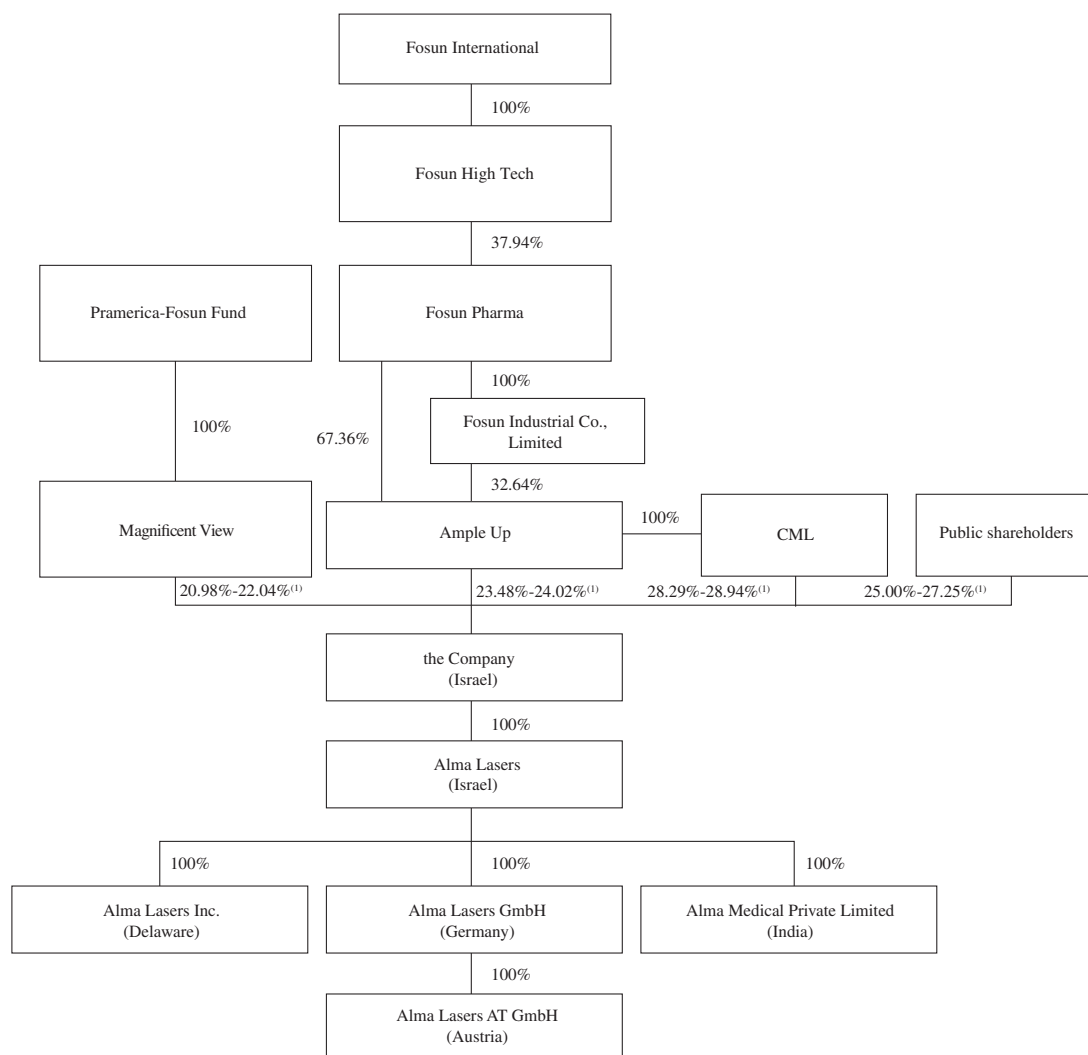 Fosun International
100%
Fosun High Tech
37.94%
Pramerica-Fosun Fund
Fosun Pharma
100%
Fosun Industrial Co.,
Limited
100%
67.36%
32.64%
Magnificent View
Ample Up
100%
CML
Public shareholders
20.98%-22.04%(1)
23.48%-24.02%(1)
28.29%-28.94%(1)
25.00%-27.25%(1)
the Company
(Israel)
100%
Alma Lasers
(Israel)
100%
100%
100%
Alma Lasers Inc.
(Delaware)
Alma Lasers GmbH
(Germany)
Alma Medical Private Limited
(India)
100%
Alma Lasers AT GmbH
(Austria)